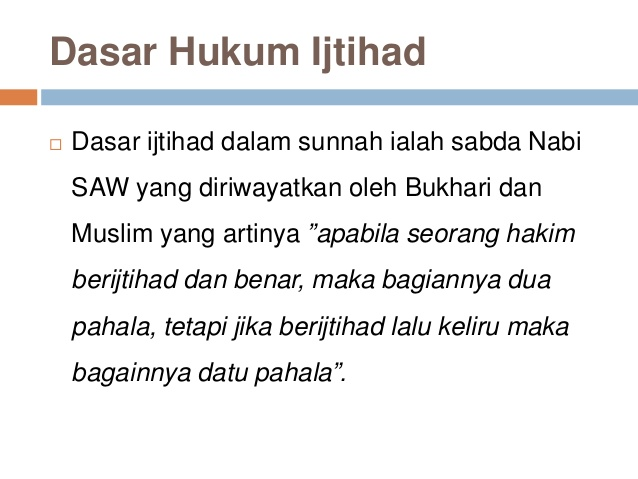 Dasar Hukum Ijtihad
Dasar ijtihad dalam sunnah ialah sabda Nabi
SAW yang diriwayatkan oleh Bukhari dan
Muslim yang artinya ”apabila seorang hakim
berijtihad dan benar, maka bagiannya dua
pahala, tetapi jika berijtihad lalu keliru maka
bagainnya datu pahala”.